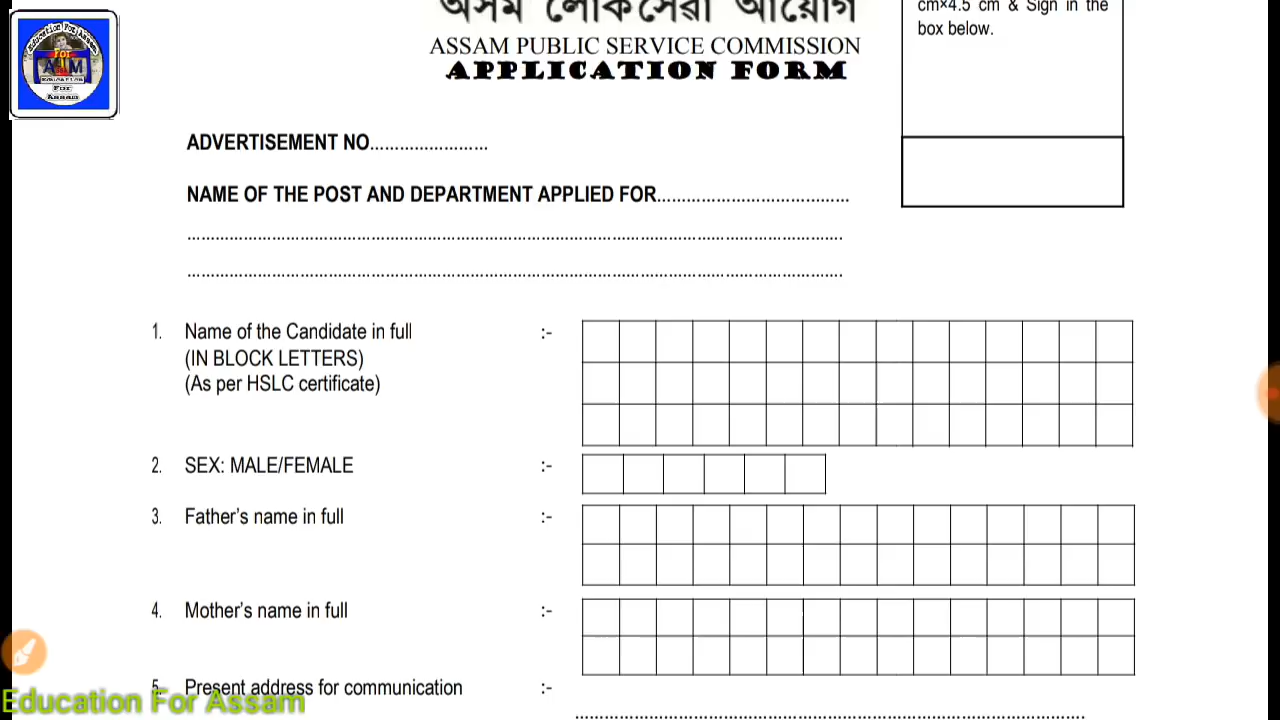 অসম লোকসেৱা আয়োগ
ASSAM PUBLIC SERVICE COMMISSION
APPLICATION FORM
cm×4.5 cm & Sign in the
box below.
ADVERTISEMENT NO.......................
NAME OF THE POST AND DEPARTMENT APPLIED FOR.......................................
1. Name of the Candidate in full :-
(IN BLOCK LETTERS)
(As per HSLC certificate)
2. SEX: MALE/FEMALE :-
3. Father's name in full :-
4. Mother's name in full :-
5. Present address for communication :-
Education For Assam